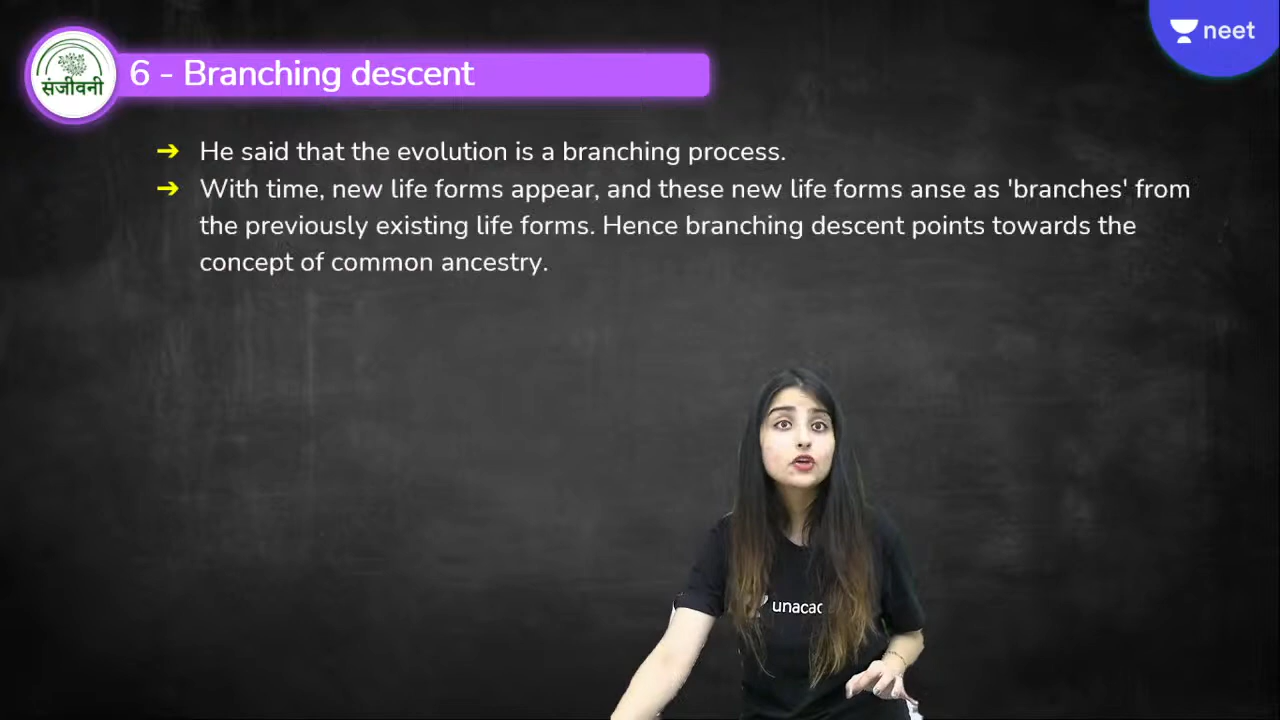 neet
संजीवनी
6 - Branching descent
➔ He said that the evolution is a branching process.
➔ With time, new life forms appear, and these new life forms anse as 'branches' from
the previously existing life forms. Hence branching descent points towards the
concept of common ancestry.
unacac